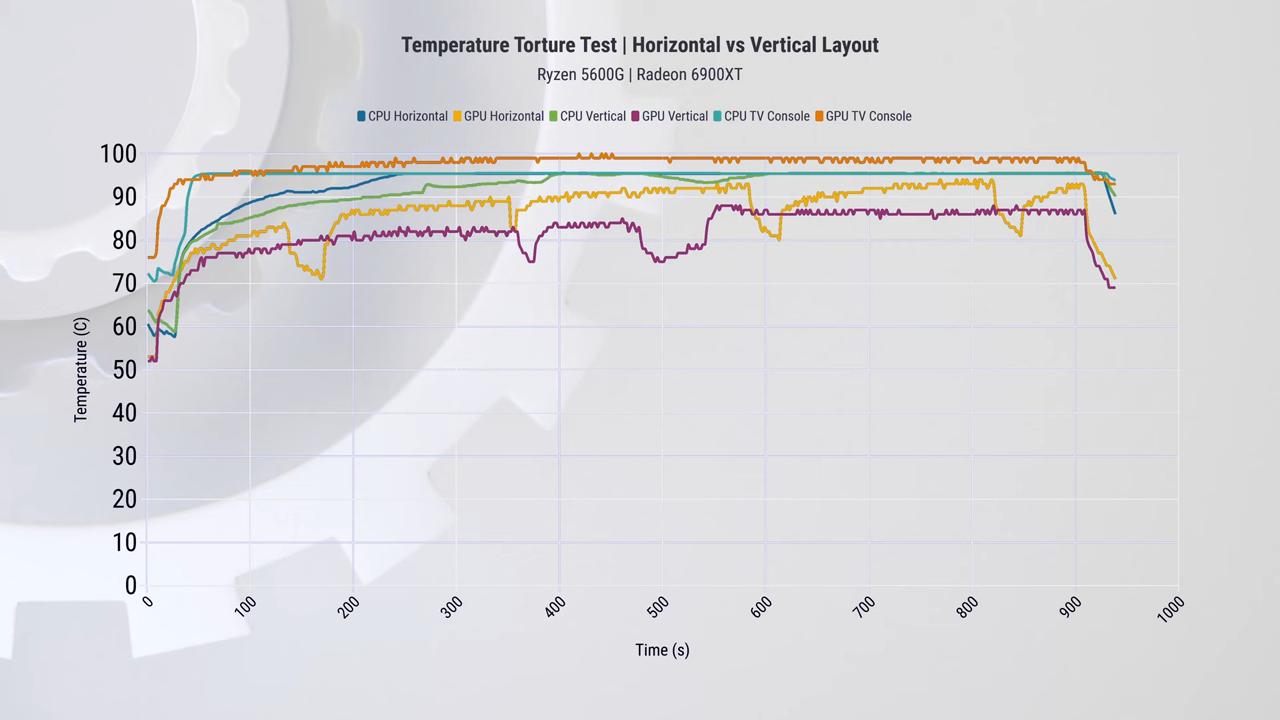 Temperature Torture Test | Horizontal vs Vertical Layout
Ryzen 5600G | Radeon 6900XT
CPU Horizontal GPU Horizontal CPU Vertical GPU Vertical CPU TV Console GPU TV Console
100
90
80
70
60
50
40
30
20
10
0
Temperature (C)
0 100 200 300 400 500 600 700 800 900 1000
Time (s)